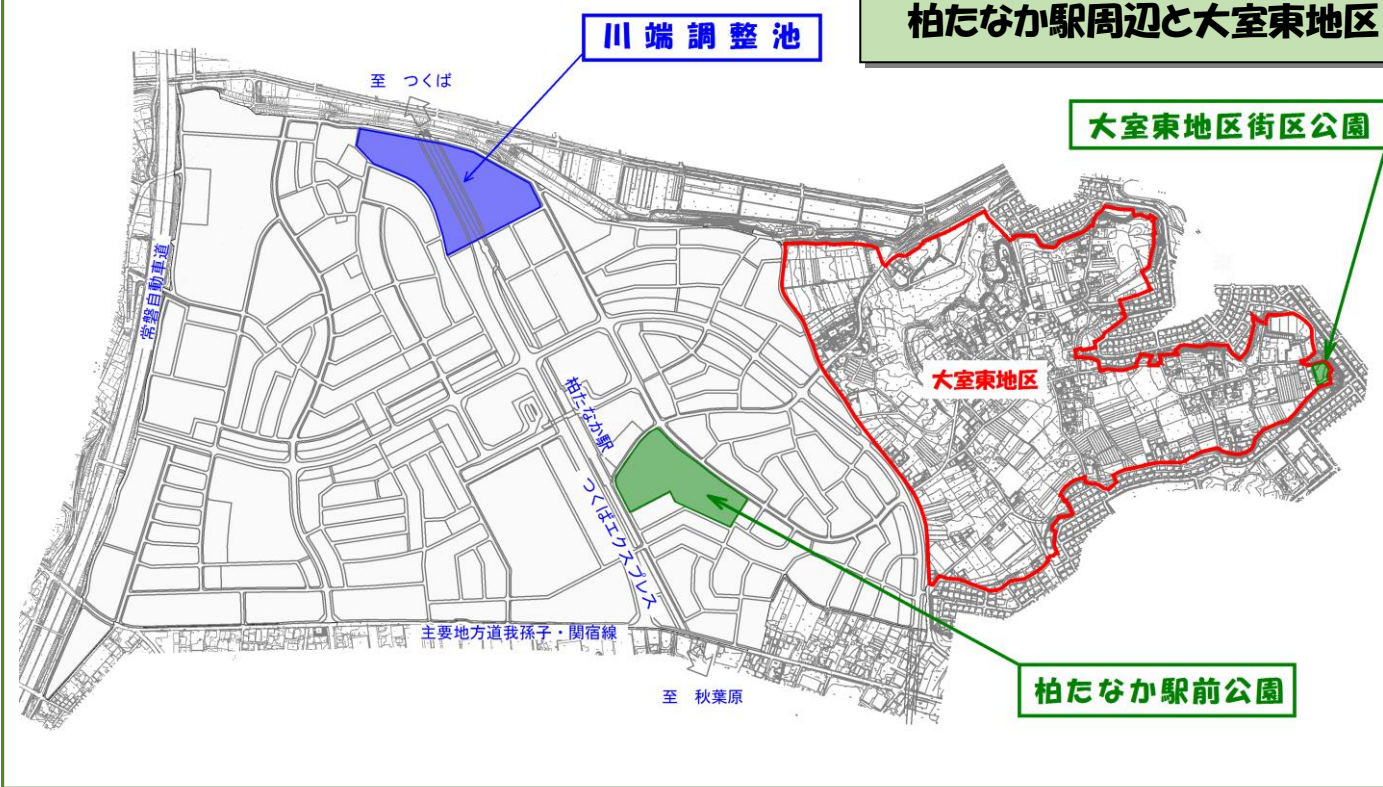 柏たなか駅周辺と大室東地区
川端調整池
至 つくば
大室東地区街区公園
常磐自動車道
大室東地区
柏たなか駅
つくばエクスプレス
主要地方道我孫子・関宿線
至 秋葉原
柏たなか駅前公園